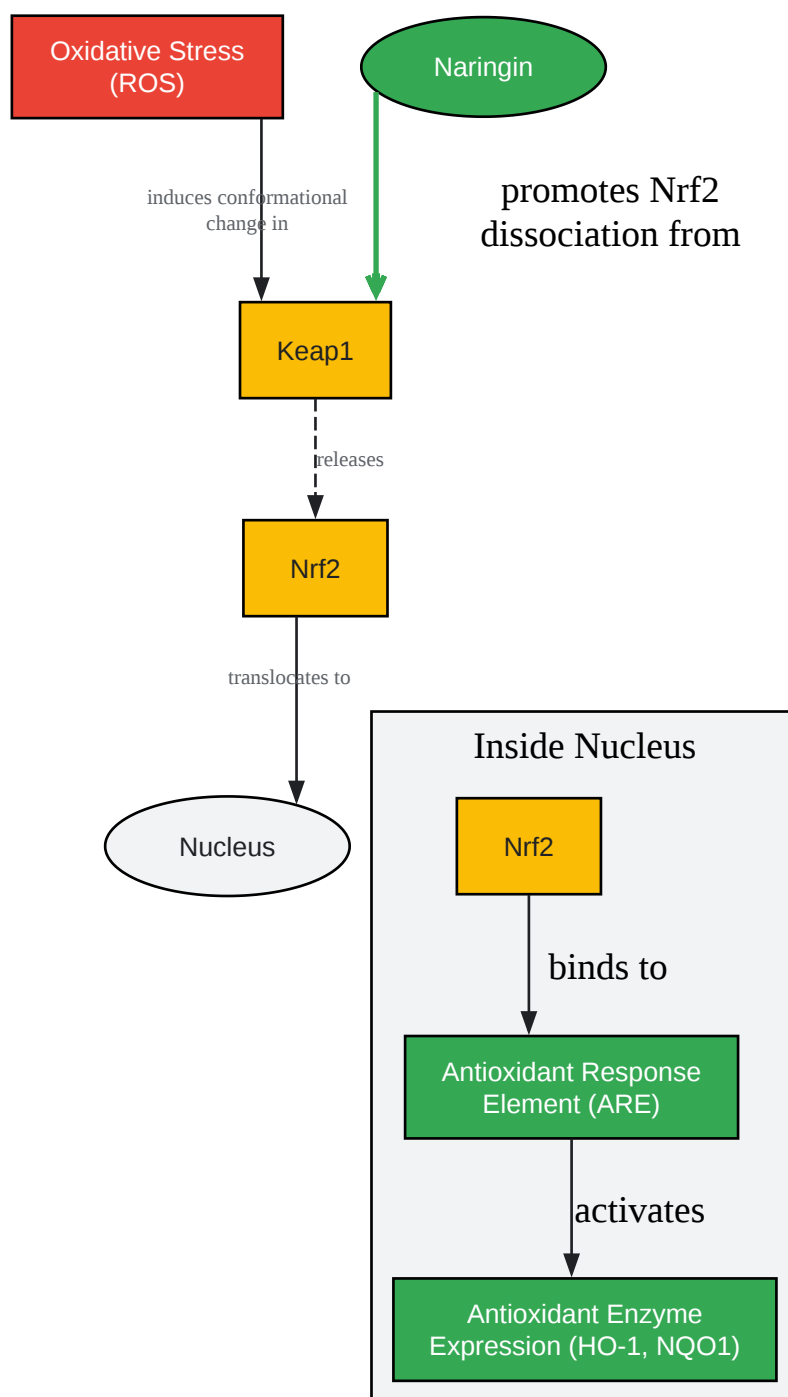 Oxidative Stress
(ROS)
Naringin
induces conformational
change in
promotes Nrf2
dissociation from
Keap1
releases
Nrf2
translocates to
Nucleus
Inside Nucleus
Nrf2
binds to
Antioxidant Response
Element (ARE)
activates
Antioxidant Enzyme
Expression (HO-1, NQO1)